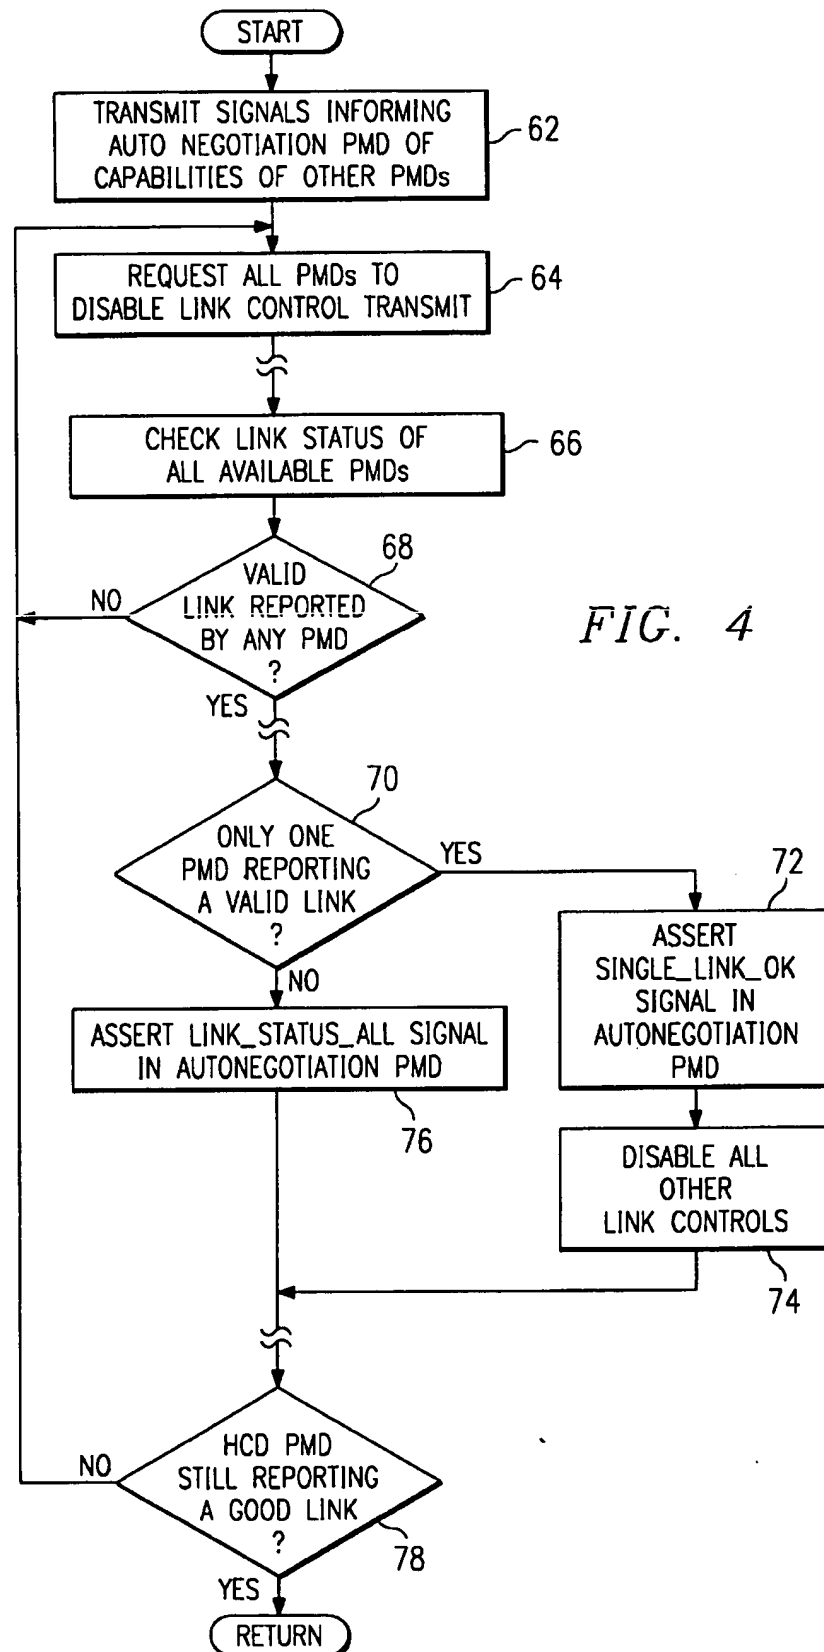 START
TRANSMIT SIGNALS INFORMING
AUTO NEGOTIATION PMD OF
CAPABILITIES OF OTHER PMDs
62
REQUEST ALL PMDs TO
DISABLE LINK CONTROL TRANSMIT
64
CHECK LINK STATUS OF
ALL AVAILABLE PMDs
66
68
VALID
LINK REPORTED
BY ANY PMD
?
NO
YES
FIG. 4
70
ONLY ONE
PMD REPORTING
A VALID LINK
?
YES
NO
72
ASSERT
SINGLE_LINK_OK
SIGNAL IN
AUTONEGOTIATION
PMD
ASSERT LINK_STATUS_ALL SIGNAL
IN AUTONEGOTIATION PMD
76
DISABLE ALL
OTHER
LINK CONTROLS
74
HCD PMD
STILL REPORTING
A GOOD LINK
?
NO
78
YES
RETURN